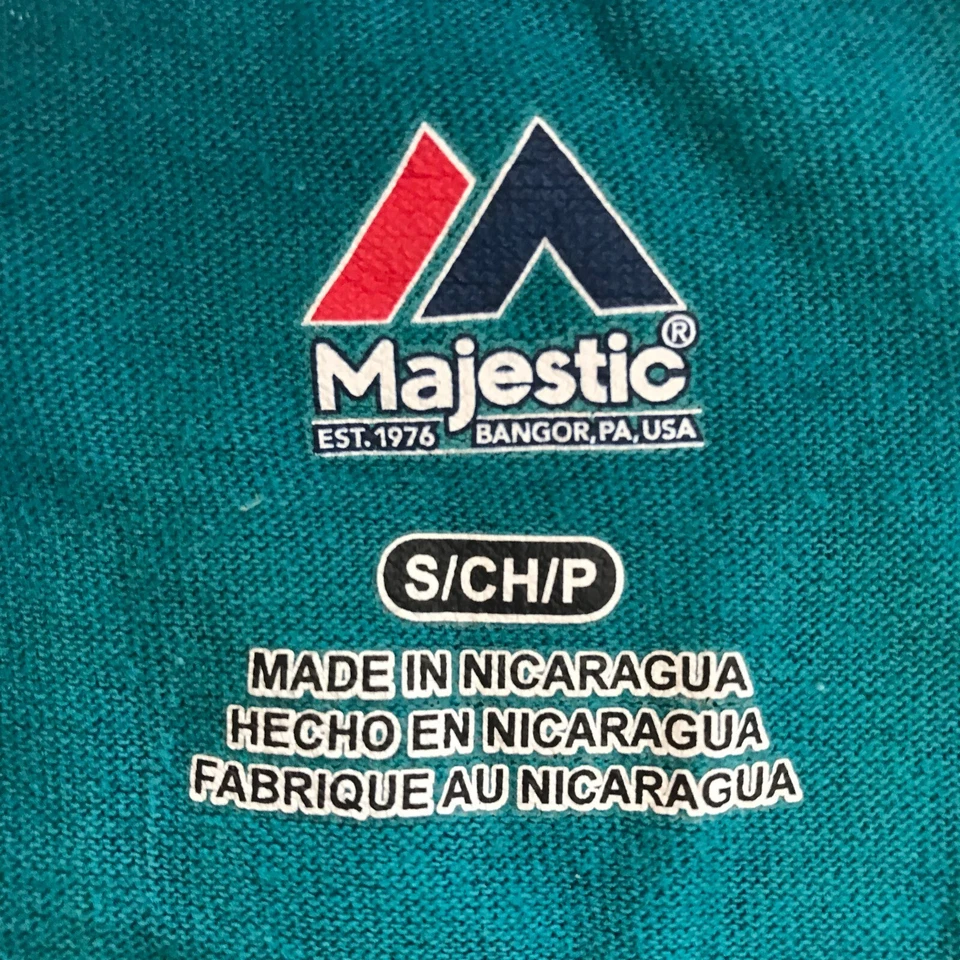 Majestic®
EST. 1976 BANGOR, PA, USA
S/CH/P
MADE IN NICARAGUA
HECHO EN NICARAGUA
FABRIQUE AU NICARAGUA